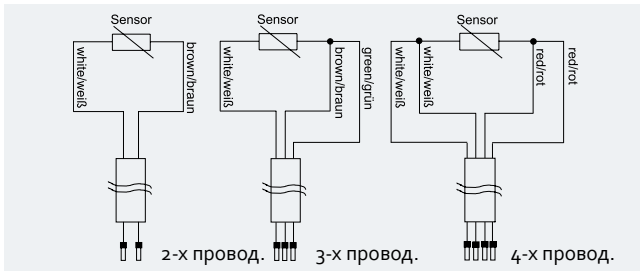 Sensor
white/weiß
brown/braun
2-х провод.
Sensor
white/weiß
brown/braun
green/grün
3-х провод.
Sensor
white/weiß
white/weiß
red/rot
red/rot
4-х провод.